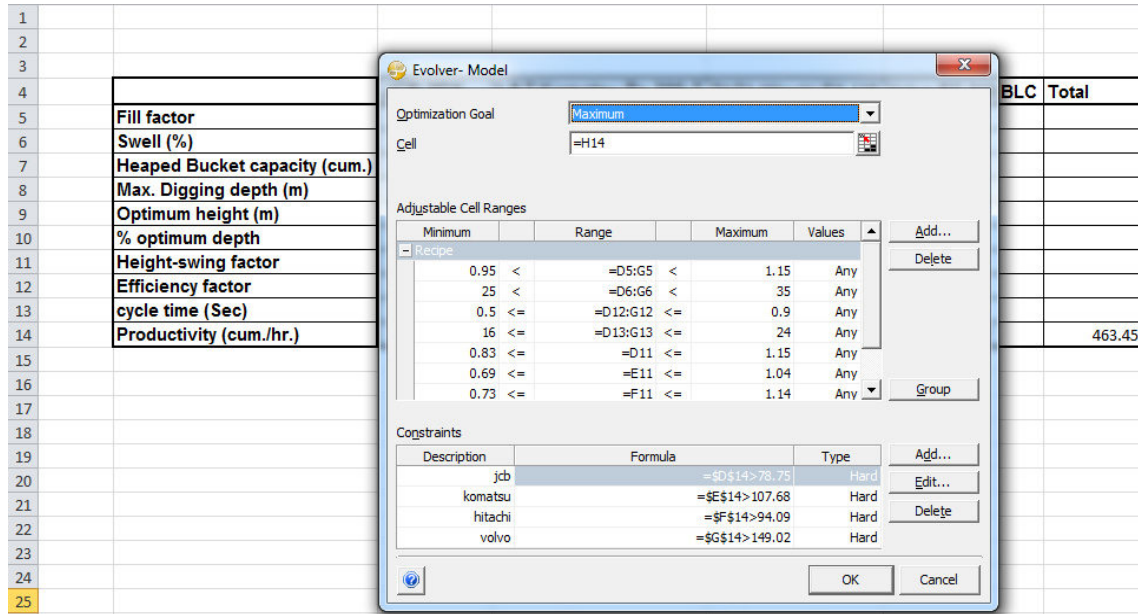 1
2
Evolver- Model
3
4 BLC Total
Optimization Goal Maximum
5 Fill factor
6 Swell (%)
Cell =H14
7 Heaped Bucket capacity (cum.)
8 Max. Digging depth (m)
9 Optimum height (m)
Adjustable Cell Ranges
10 % optimum depth
Minimum Range Maximum Values Add...
Recipe
11 Height-swing factor
Delete
0.95 < =D5:G5 < 1.15 Any
12 Efficiency factor
25 < =D6:G6 < 35 Any
13 cycle time (Sec)
0.5 <= =D12:G12 <= 0.9 Any
14 Productivity (cum./hr.) 463.45
16 <= =D13:G13 <= 24 Any
15
0.83 <= =D11 <= 1.15 Any
16
0.69 <= =E11 <= 1.04 Any
Group
17
0.73 <= =F11 <= 1.14 Any
18
Constraints
19
Description Formula Type Add...
20
jcb =$D$14>78.75 Hard
Edit...
komatsu =$E$14>107.68 Hard
21
hitachi =$F$14>94.09 Hard
Delete
22
volvo =$G$14>149.02 Hard
23
24
OK Cancel
25